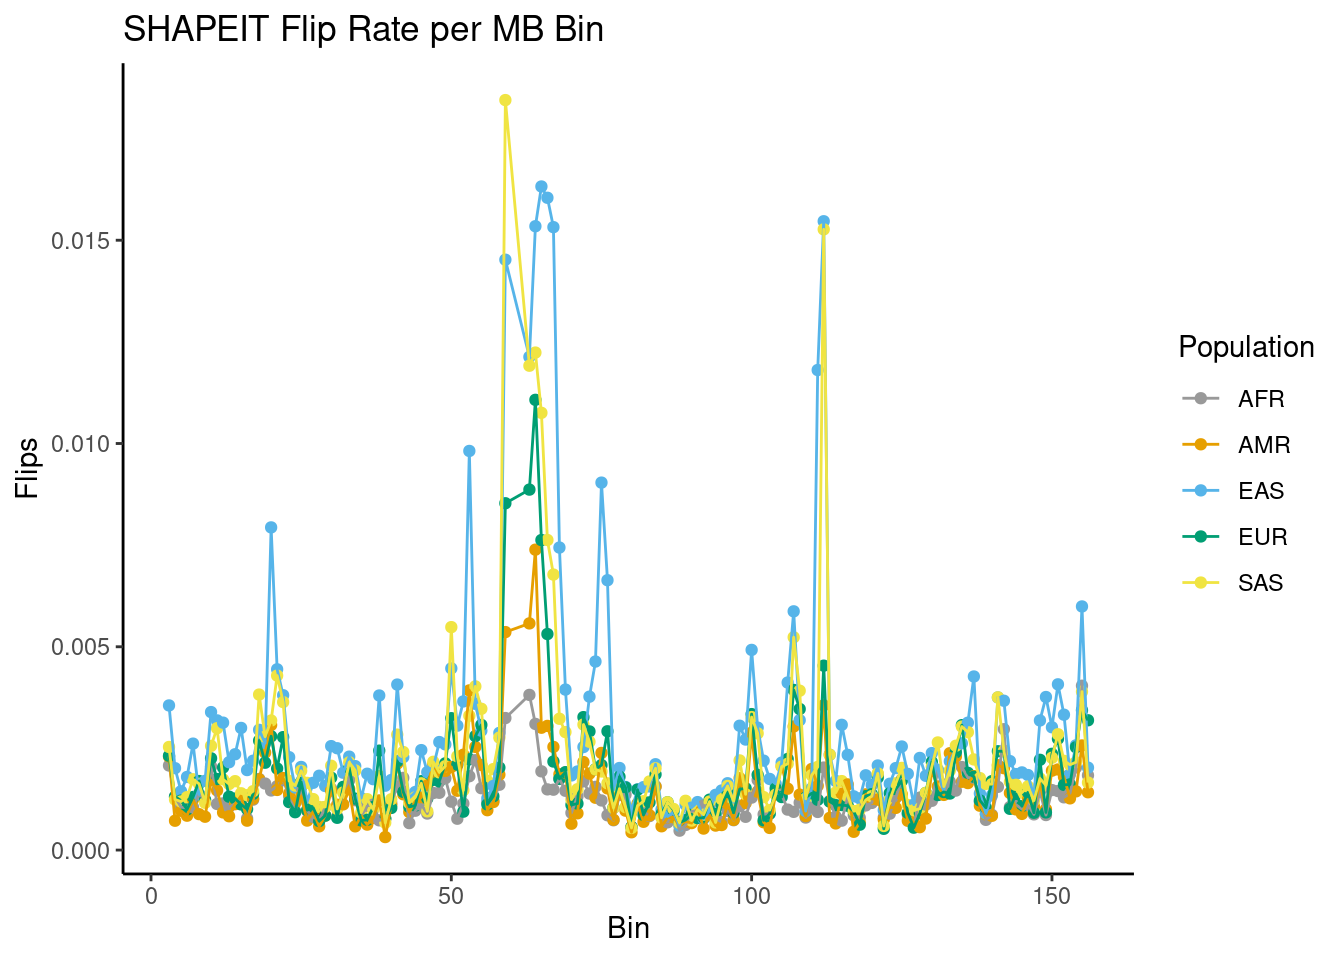 SHAPEIT Flip Rate per MB Bin
Flips
0.015
0.010
0.005
0.000
0
50
100
150
Bin
Population
AFR
AMR
EAS
EUR
SAS